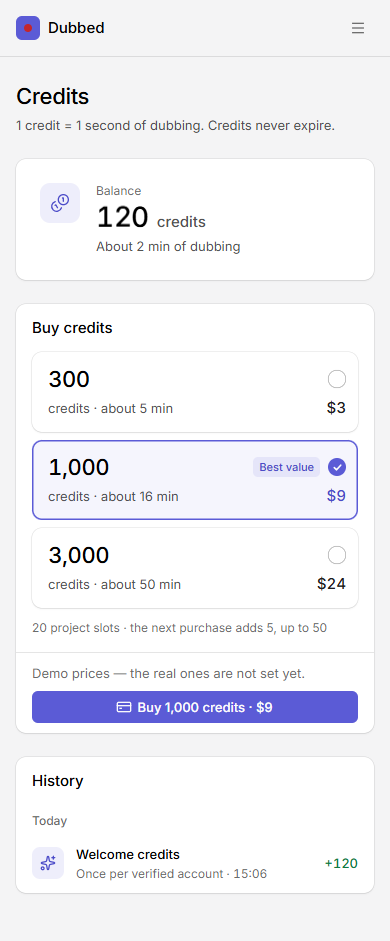 Dubbed
Credits
1 credit = 1 second of dubbing. Credits never expire.
Balance
120 credits
About 2 min of dubbing
Buy credits
300
credits · about 5 min
$3
1,000
Best value
credits · about 16 min
$9
3,000
credits · about 50 min
$24
20 project slots · the next purchase adds 5, up to 50
Demo prices — the real ones are not set yet.
Buy 1,000 credits · $9
History
Today
Welcome credits
Once per verified account · 15:06
+120